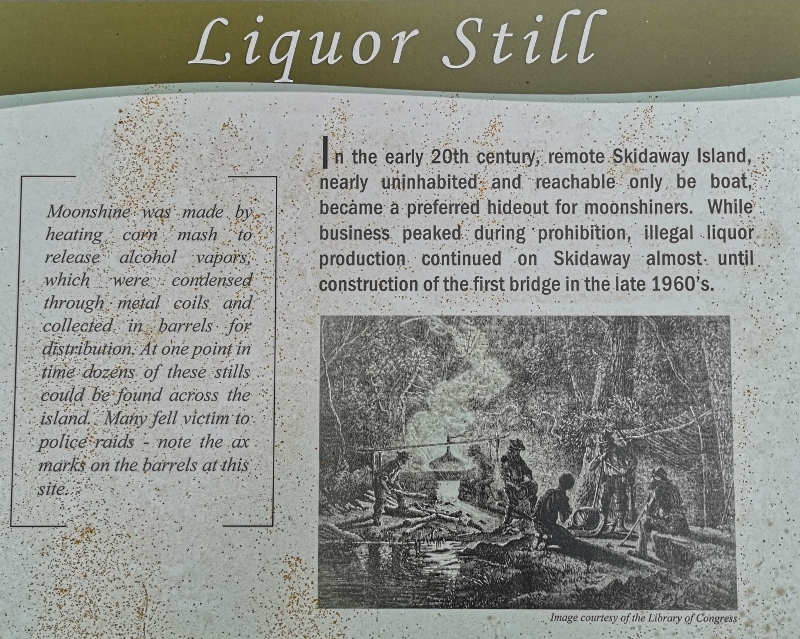 Liquor Still
In the early 20th century, remote Skidaway Island,
nearly uninhabited and reachable only be boat,
became a preferred hideout for moonshiners. While
business peaked during prohibition, illegal liquor
production continued on Skidaway almost until
construction of the first bridge in the late 1960's.
Moonshine was made by
heating corn mash to
release alcohol vapors,
which were condensed
through metal coils and
collected in barrels for
distribution. At one point in
time dozens of these stills
could be found across the
island. Many fell victim to
police raids - note the ax
marks on the barrels at this
site.
Image courtesy of the Library of Congress